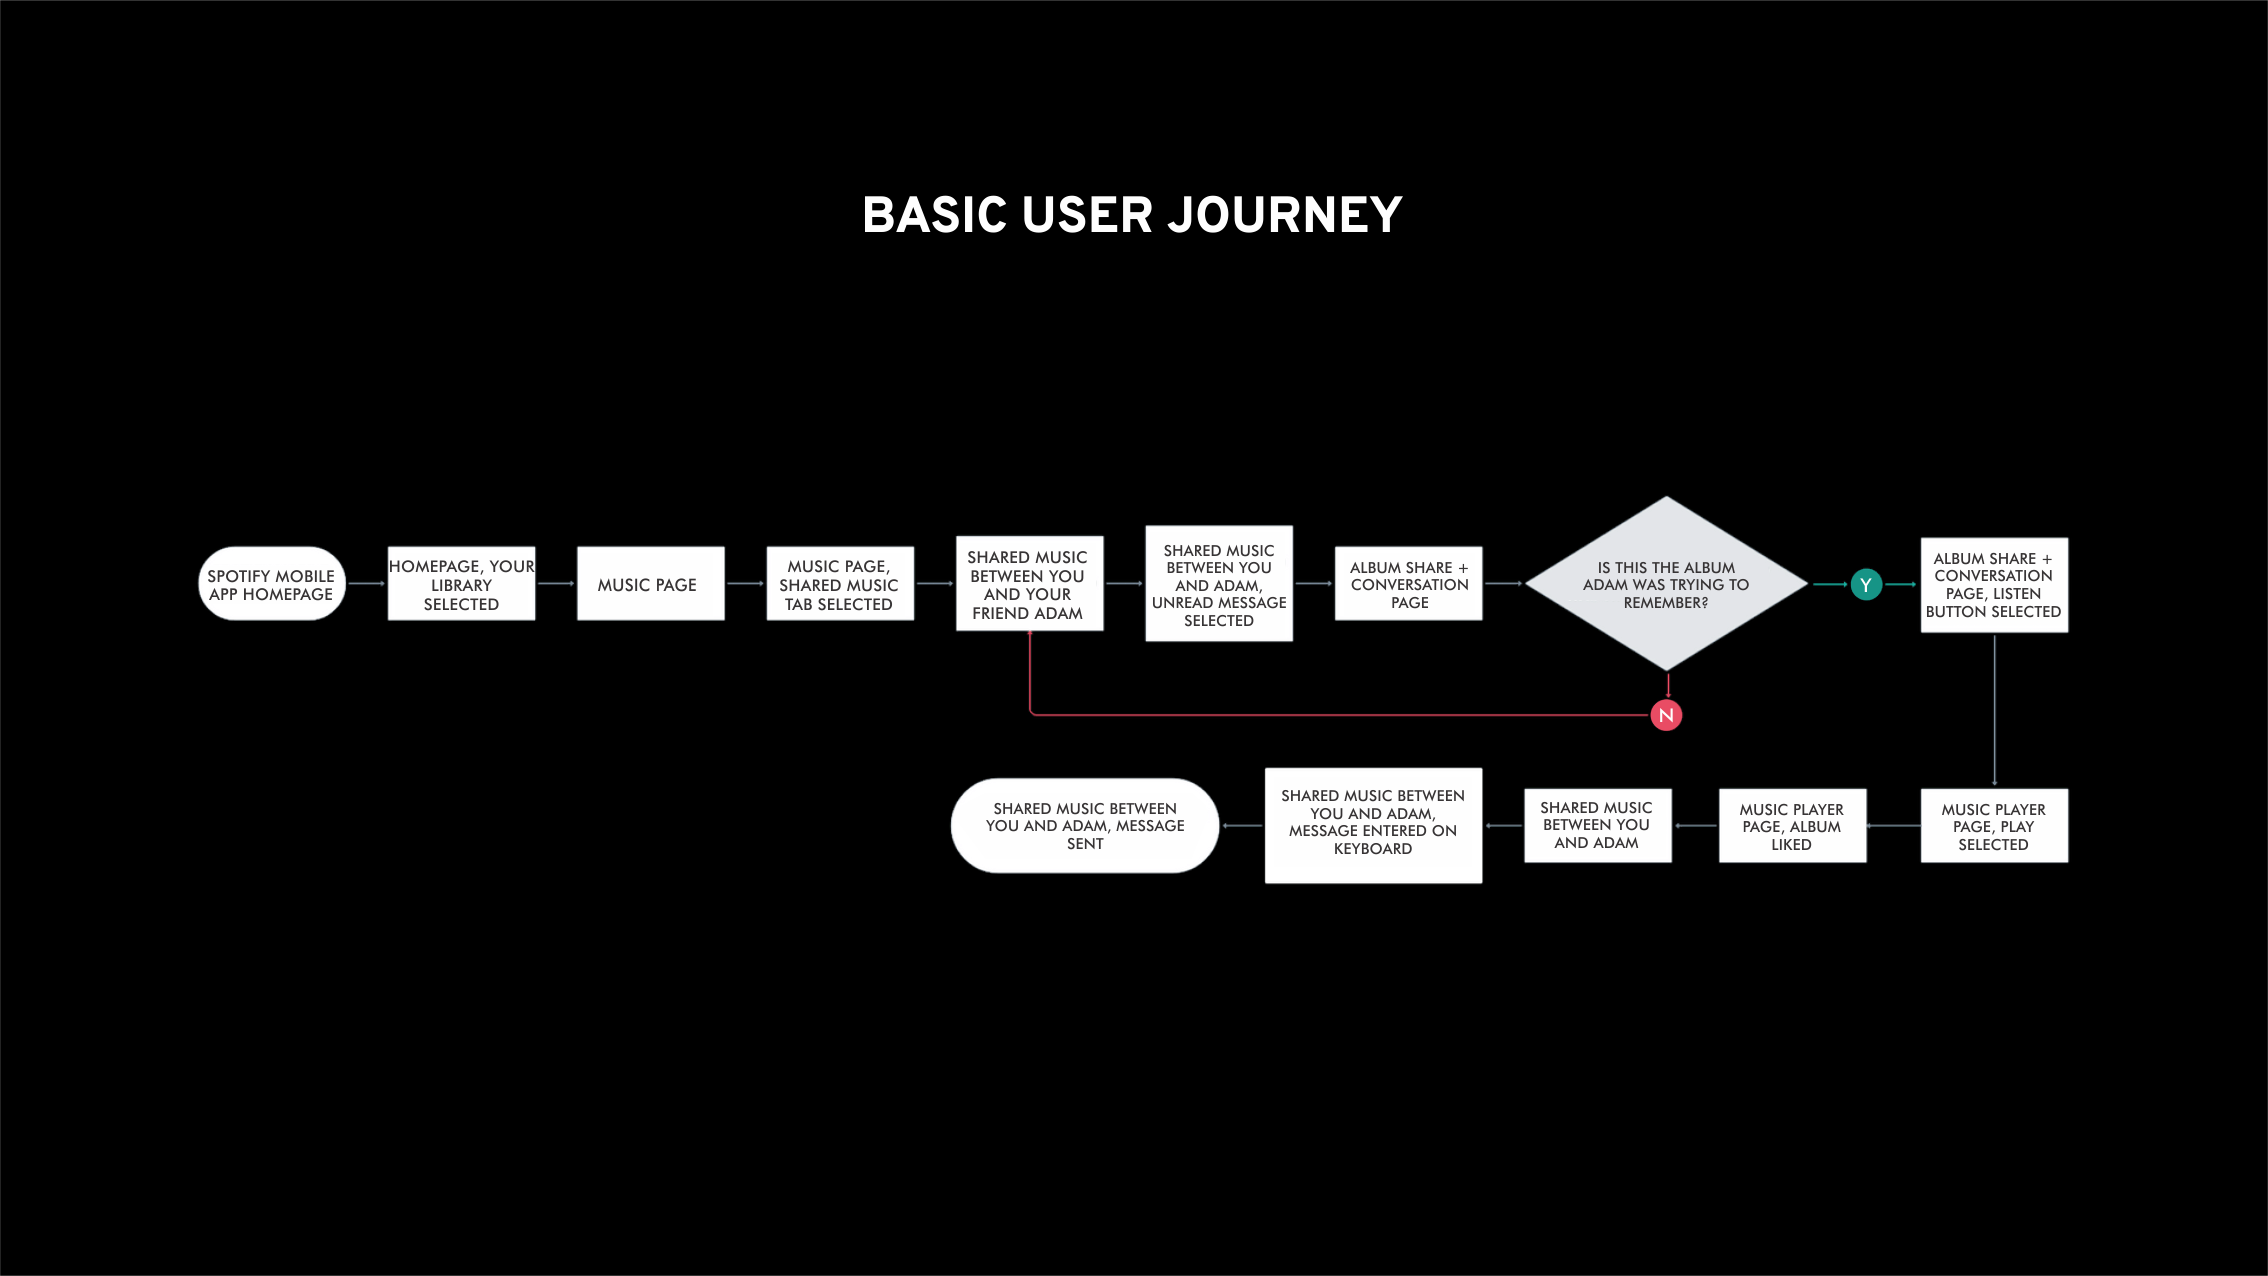 BASIC USER JOURNEY
SPOTIFY MOBILE
APP HOMEPAGE
HOMEPAGE, YOUR
LIBRARY
SELECTED
MUSIC PAGE
MUSIC PAGE,
SHARED MUSIC
TAB SELECTED
SHARED MUSIC
BETWEEN YOU
AND YOUR
FRIEND ADAM
SHARED MUSIC
BETWEEN YOU
AND ADAM,
UNREAD MESSAGE
SELECTED
ALBUM SHARE +
CONVERSATION
PAGE
IS THIS THE ALBUM
ADAM WAS TRYING TO
REMEMBER?
Y
ALBUM SHARE +
CONVERSATION
PAGE, LISTEN
BUTTON SELECTED
N
MUSIC PLAYER
PAGE, PLAY
SELECTED
MUSIC PLAYER
PAGE, ALBUM
LIKED
SHARED MUSIC
BETWEEN YOU
AND ADAM
SHARED MUSIC BETWEEN
YOU AND ADAM,
MESSAGE ENTERED ON
KEYBOARD
SHARED MUSIC BETWEEN
YOU AND ADAM, MESSAGE
SENT